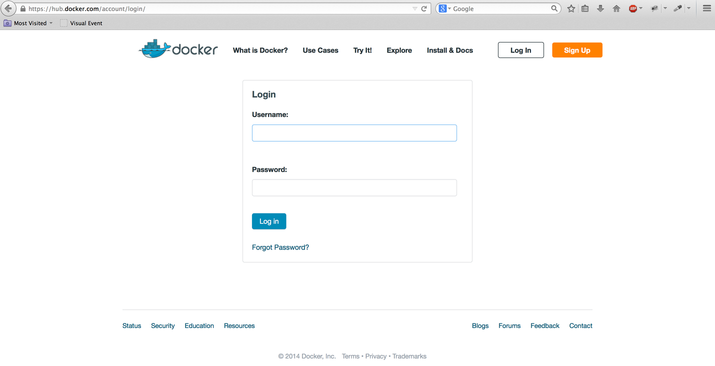 https://hub.docker.com/account/login/
Google
Most Visited
Visual Event
docker
What is Docker?
Use Cases
Try It!
Explore
Install & Docs
Log In
Sign Up
Login
Username:
Password:
Log in
Forgot Password?
Status Security Education Resources
Blogs Forums Feedback Contact
© 2014 Docker, Inc. Terms • Privacy • Trademarks